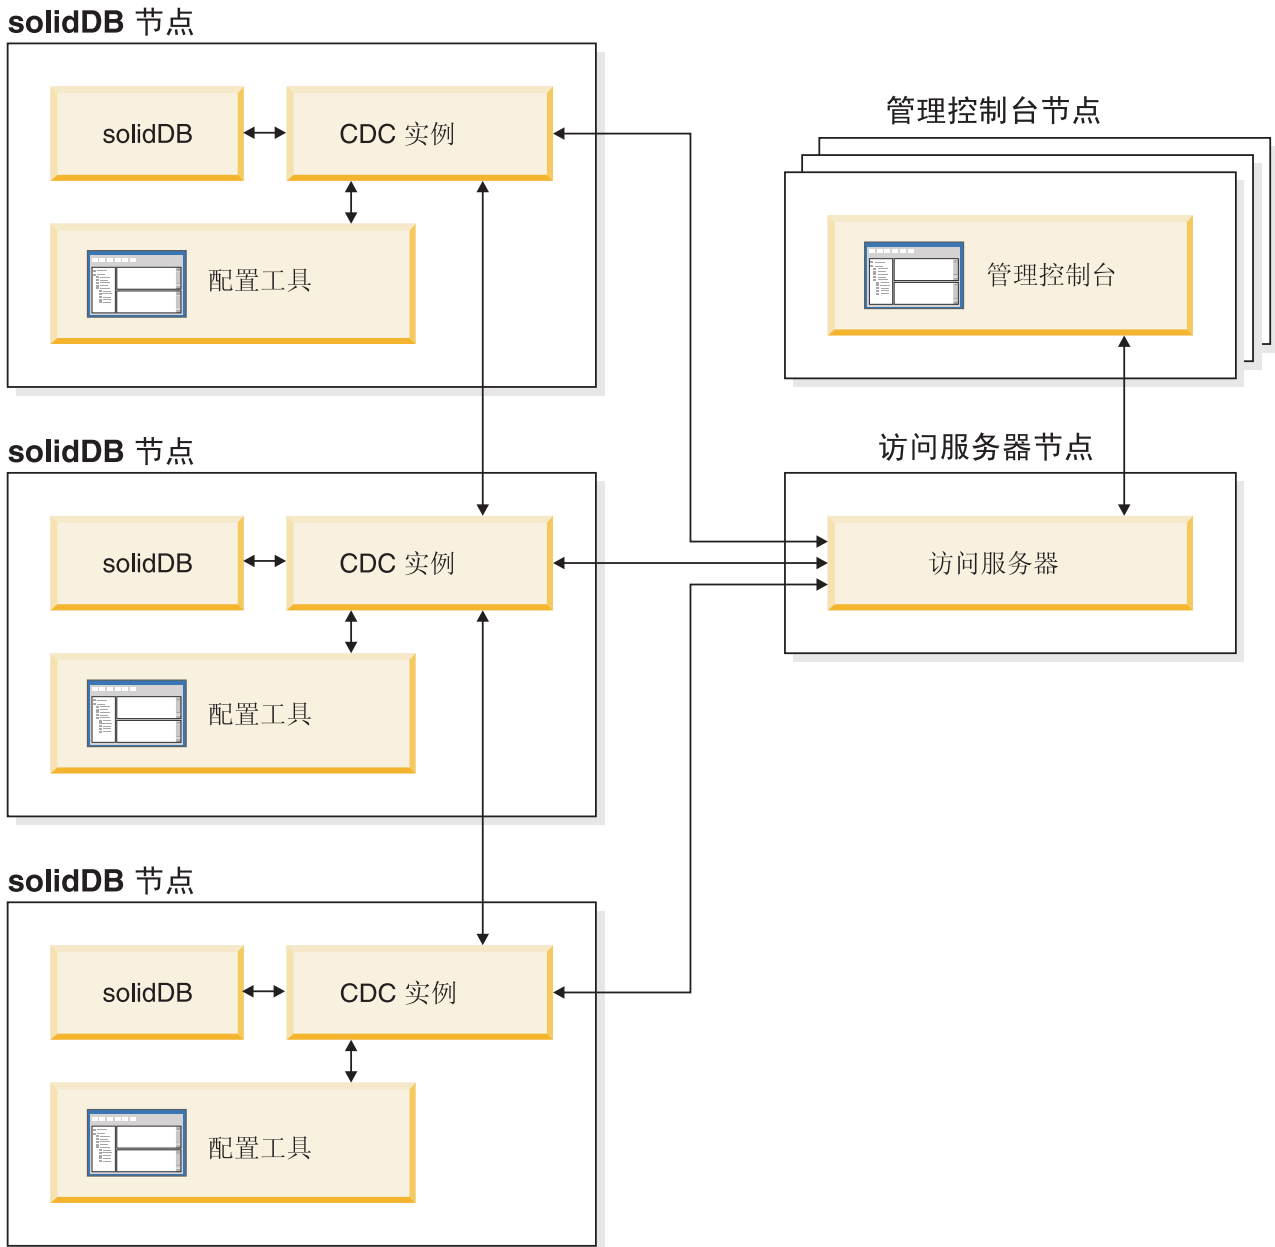 solidDB 节点
solidDB
CDC 实例
配置工具
管理控制台节点
管理控制台
solidDB 节点
solidDB
CDC 实例
配置工具
访问服务器节点
访问服务器
solidDB 节点
solidDB
CDC 实例
配置工具